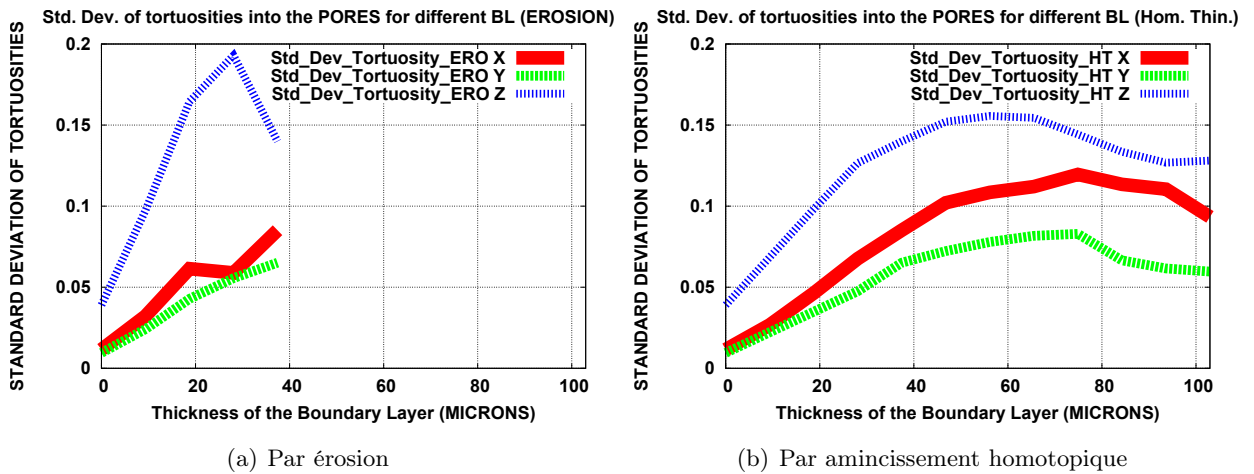 Std. Dev. of tortuosities into the PORES for different BL (EROSION)
STANDARD DEVIATION OF TORTUOSITIES
0.2
0.15
0.1
0.05
0
Std_Dev_Tortuosity_ERO X
Std_Dev_Tortuosity_ERO Y
Std_Dev_Tortuosity_ERO Z
0 20 40 60 80 100
Thickness of the Boundary Layer (MICRONS)
(a) Par érosion
Std. Dev. of tortuosities into the PORES for different BL (Hom. Thin.)
STANDARD DEVIATION OF TORTUOSITIES
0.2
0.15
0.1
0.05
0
Std_Dev_Tortuosity_HT X
Std_Dev_Tortuosity_HT Y
Std_Dev_Tortuosity_HT Z
0 20 40 60 80 100
Thickness of the Boundary Layer (MICRONS)
(b) Par amincissement homotopique